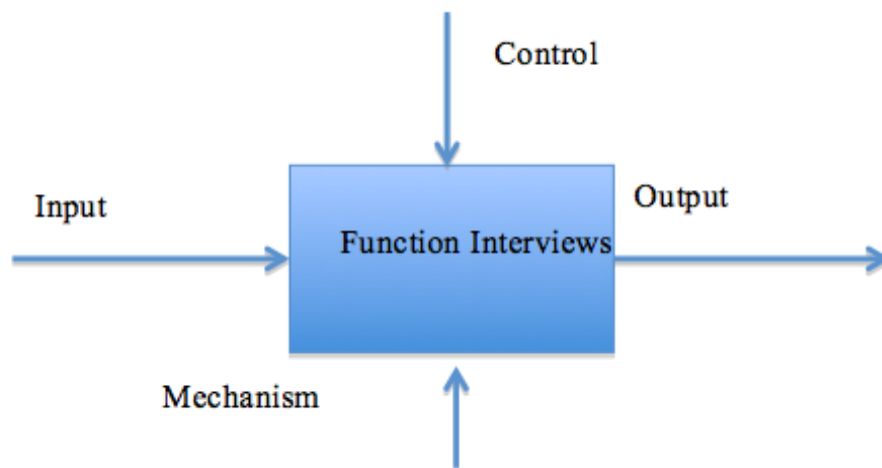 Control
Input
Output
Function Interviews
Mechanism